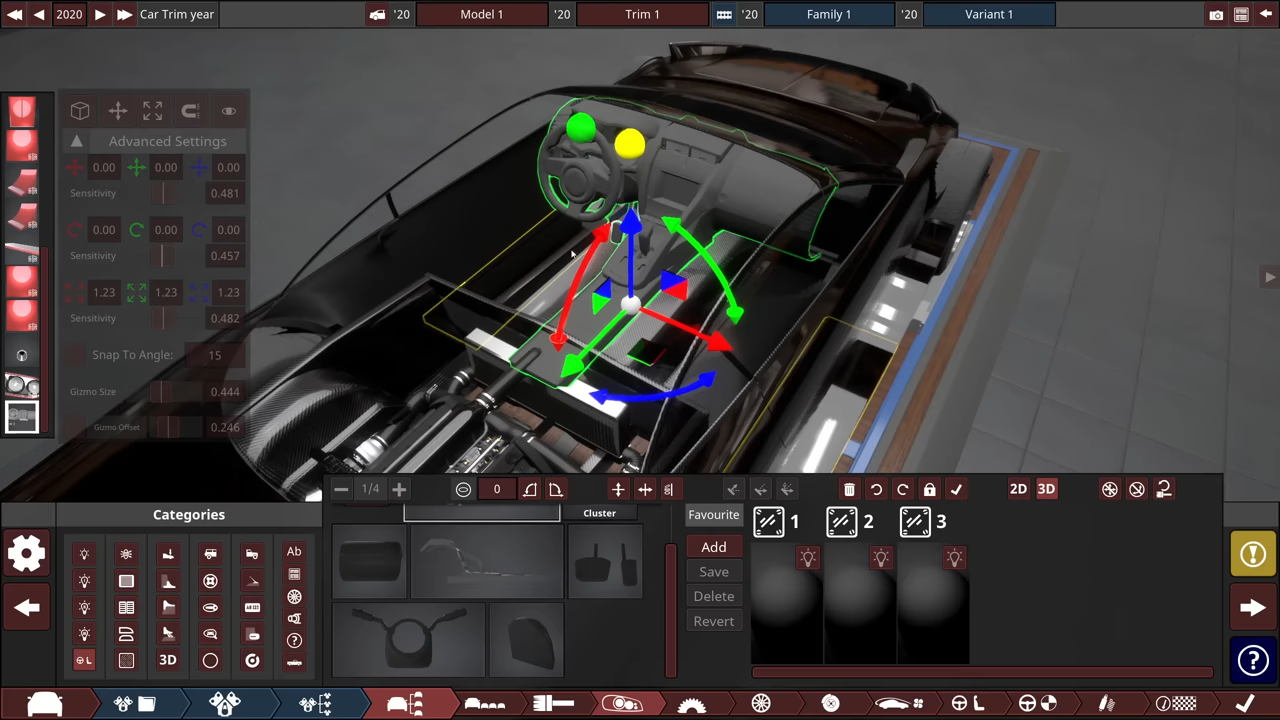 2020 Car Trim year '20 Model 1 '20 Trim 1 '20 Family 1 '20 Variant 1
Advanced Settings
0.00 0.00 0.00
Sensitivity 0.481
0.00 0.00 0.00
Sensitivity 0.457
1.23 1.23 1.23
Sensitivity 0.482
Snap To Angle: 15
Gizmo Size 0.444
Gizmo Offset 0.246
1/4 0 2D 3D
Categories
Cluster
Favourite 1 2 3
Add
Save
Delete
Revert
Ab
L 3D